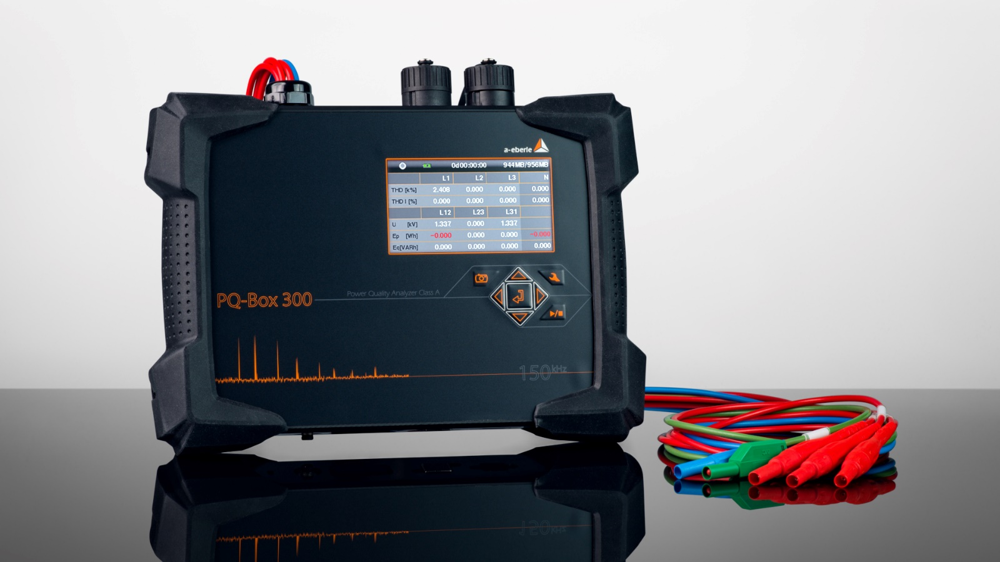 a-eberle
0d00:00:00 944MB/956MB
L1 L2 L3 N
THD [k%] 2.408 0.000 0.000 0.000
THD I [%] 0.000 0.000 0.000 0.000
L12 L23 L31
U [kV] 1.337 0.000 1.337
Ep [Wh] -0.000 0.000 0.000 -0.000
Eq[VARh] 0.000 0.000 0.000 0.000
PQ-Box 300 Power Quality Analyzer Class A
150kHz